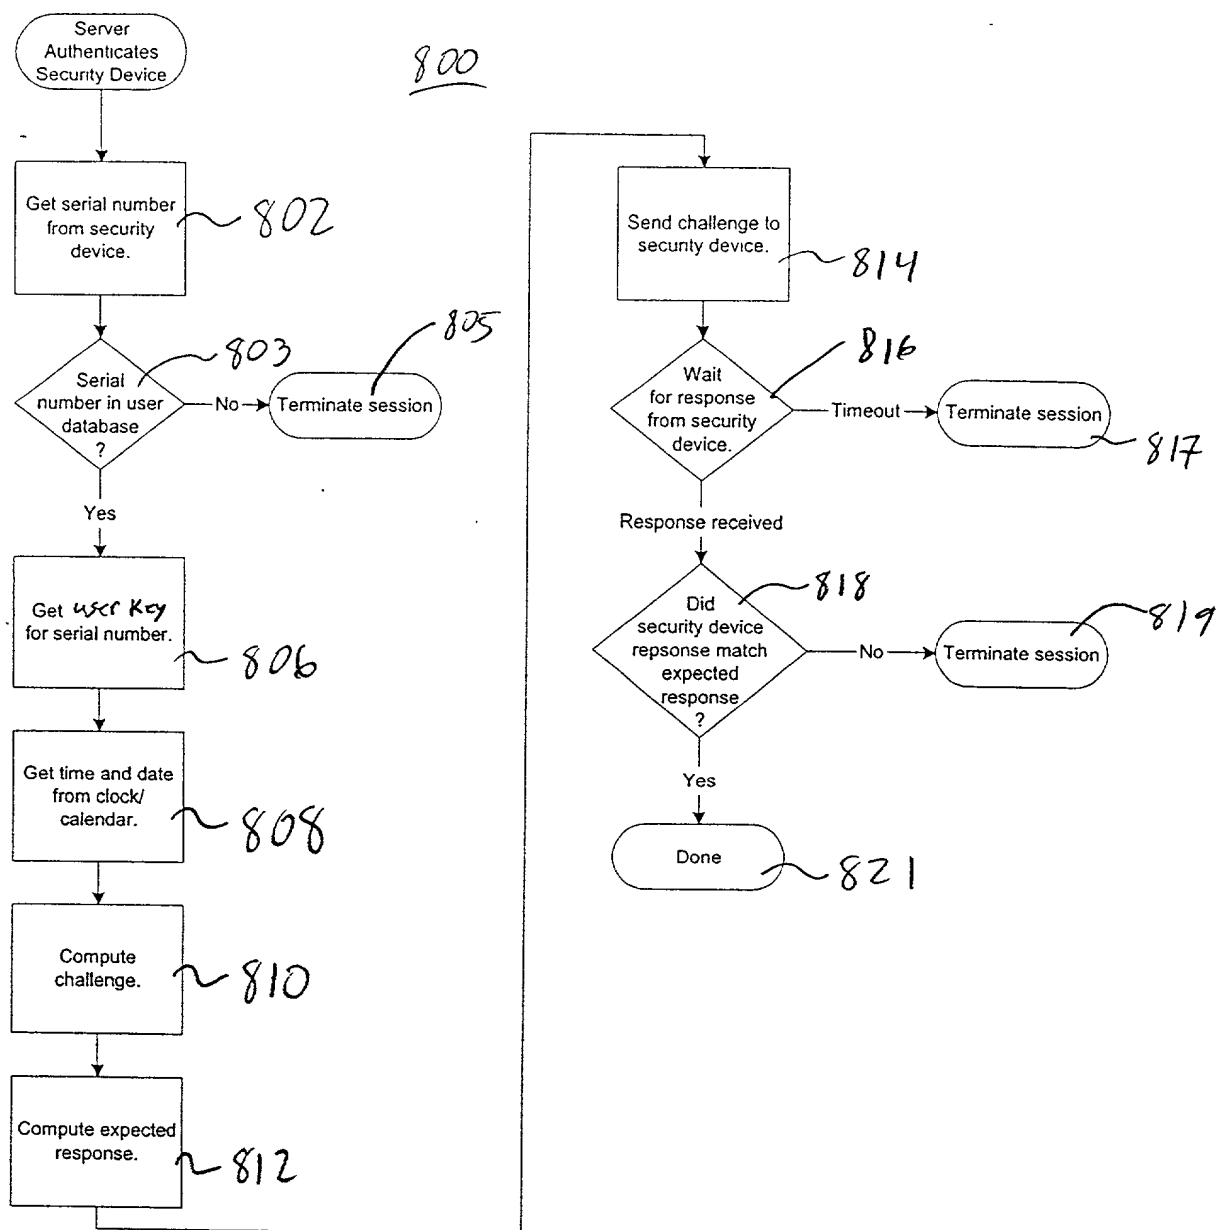 Server
Authenticates
Security Device
800
Get serial number
from security
device.
802
Serial
number in user
database
?
803
No
Terminate session
805
Yes
Get user key
for serial number.
806
Get time and date
from clock/
calendar.
808
Compute
challenge.
810
Compute expected
response.
812
Send challenge to
security device.
814
Wait
for response
from security
device.
816
Timeout
Terminate session
817
Response received
Did
security device
repsonse match
expected
response
?
818
No
Terminate session
819
Yes
Done
821